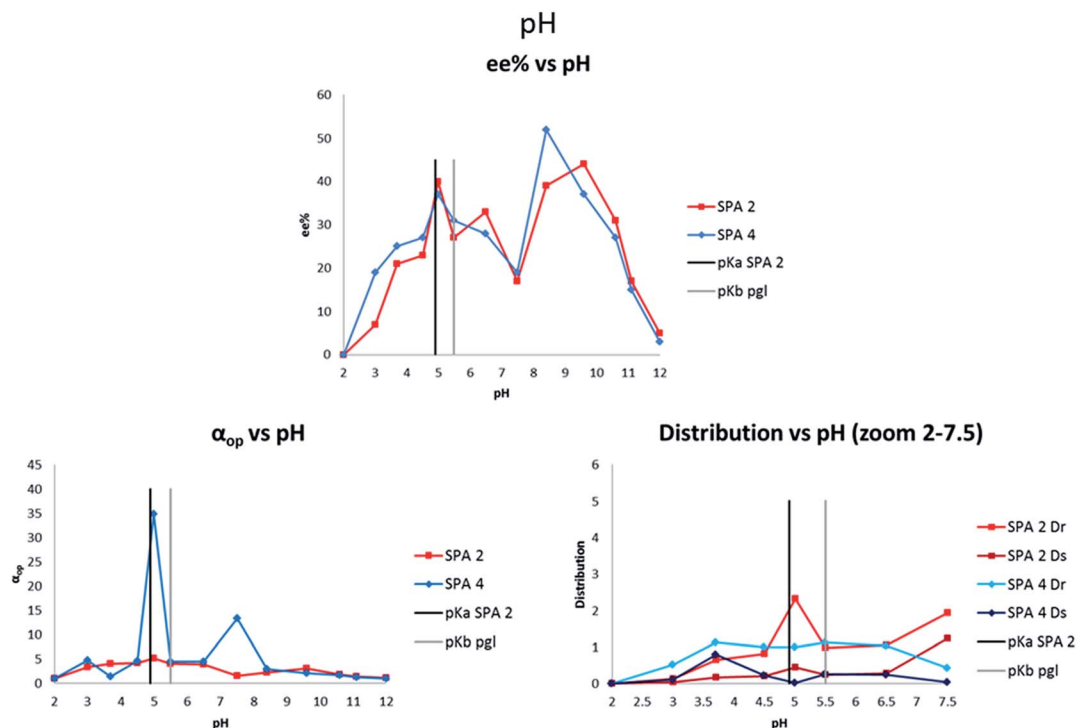 pH
ee% vs pH
60
50
40
30
20
10
0
ee%
2 3 4 5 6 7 8 9 10 11 12
pH
SPA 2
SPA 4
pKa SPA 2
pKb pgl
αop vs pH
45
40
35
30
25
20
15
10
5
0
αop
2 3 4 5 6 7 8 9 10 11 12
pH
SPA 2
SPA 4
pKa SPA 2
pKb pgl
Distribution vs pH (zoom 2-7.5)
6
5
4
3
2
1
0
Distribution
2 2.5 3 3.5 4 4.5 5 5.5 6 6.5 7 7.5
pH
SPA 2 Dr
SPA 2 Ds
SPA 4 Dr
SPA 4 Ds
pKa SPA 2
pKb pgl